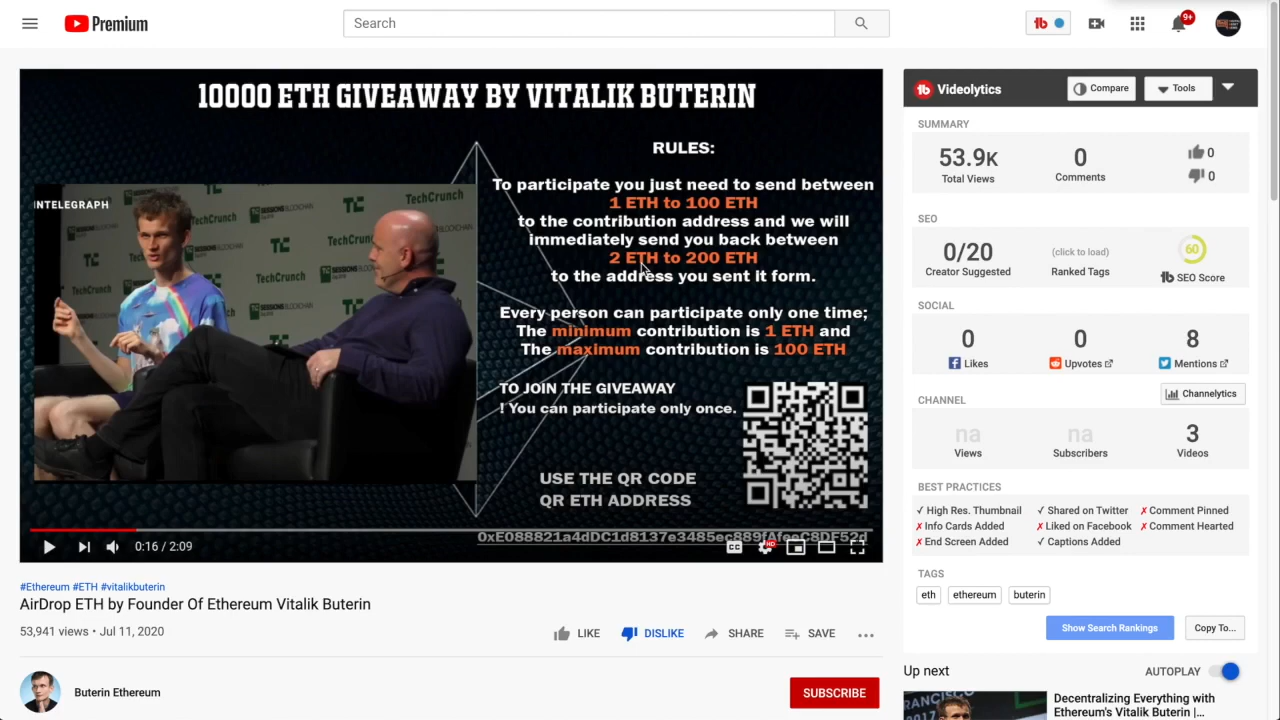 Premium
Search
9+
10000 ETH GIVEAWAY BY VITALIK BUTERIN
RULES:
To participate you just need to send between
1 ETH to 100 ETH
to the contribution address and we will
immediately send you back between
2 ETH to 200 ETH
to the address you sent it form.
Every person can participate only one time;
The minimum contribution is 1 ETH and
The maximum contribution is 100 ETH
TO JOIN THE GIVEAWAY
! You can participate only once.
USE THE QR CODE
QR ETH ADDRESS
NTELEGRAPH
TechCrunch
TechCrunch
TechCrunch
0:16 / 2:09
CC
HD
#Ethereum #ETH #vitalikbuterin
AirDrop ETH by Founder Of Ethereum Vitalik Buterin
53,941 views • Jul 11, 2020
LIKE
DISLIKE
SHARE
SAVE
Buterin Ethereum
SUBSCRIBE
Videolytics
Compare
Tools
SUMMARY
53.9K
Total Views
0
Comments
0
0
SEO
0/20
Creator Suggested
(click to load)
Ranked Tags
60
SEO Score
SOCIAL
0
Likes
0
Upvotes
8
Mentions
CHANNEL
Channelytics
na
Views
na
Subscribers
3
Videos
BEST PRACTICES
✓ High Res. Thumbnail
✓ Shared on Twitter
✗ Comment Pinned
✗ Info Cards Added
✗ Liked on Facebook
✗ Comment Hearted
✗ End Screen Added
✓ Captions Added
TAGS
eth
ethereum
buterin
Show Search Rankings
Copy To...
Up next
AUTOPLAY
FRANCISCO
2017
Decentralizing Everything with
Ethereum's Vitalik Buterin |...